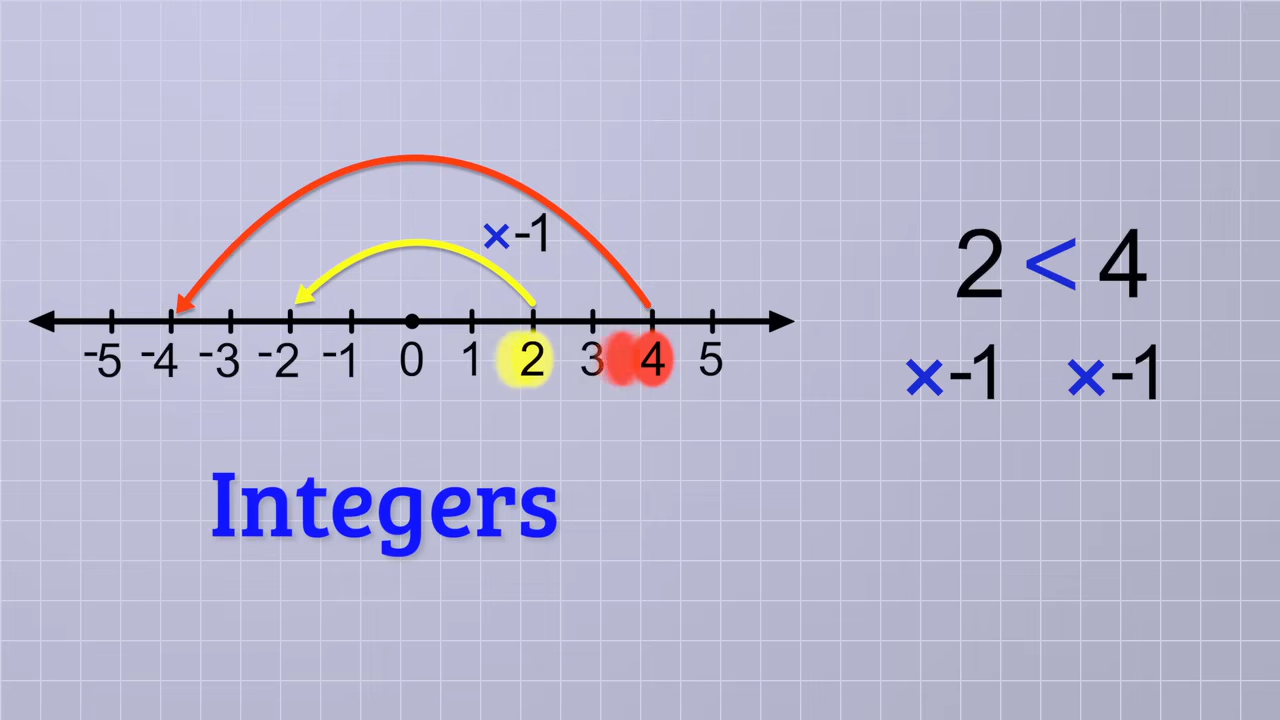 ×-1
-5 -4 -3 -2 -1 0 1 2 3 4 5
Integers
2 < 4
×-1 ×-1